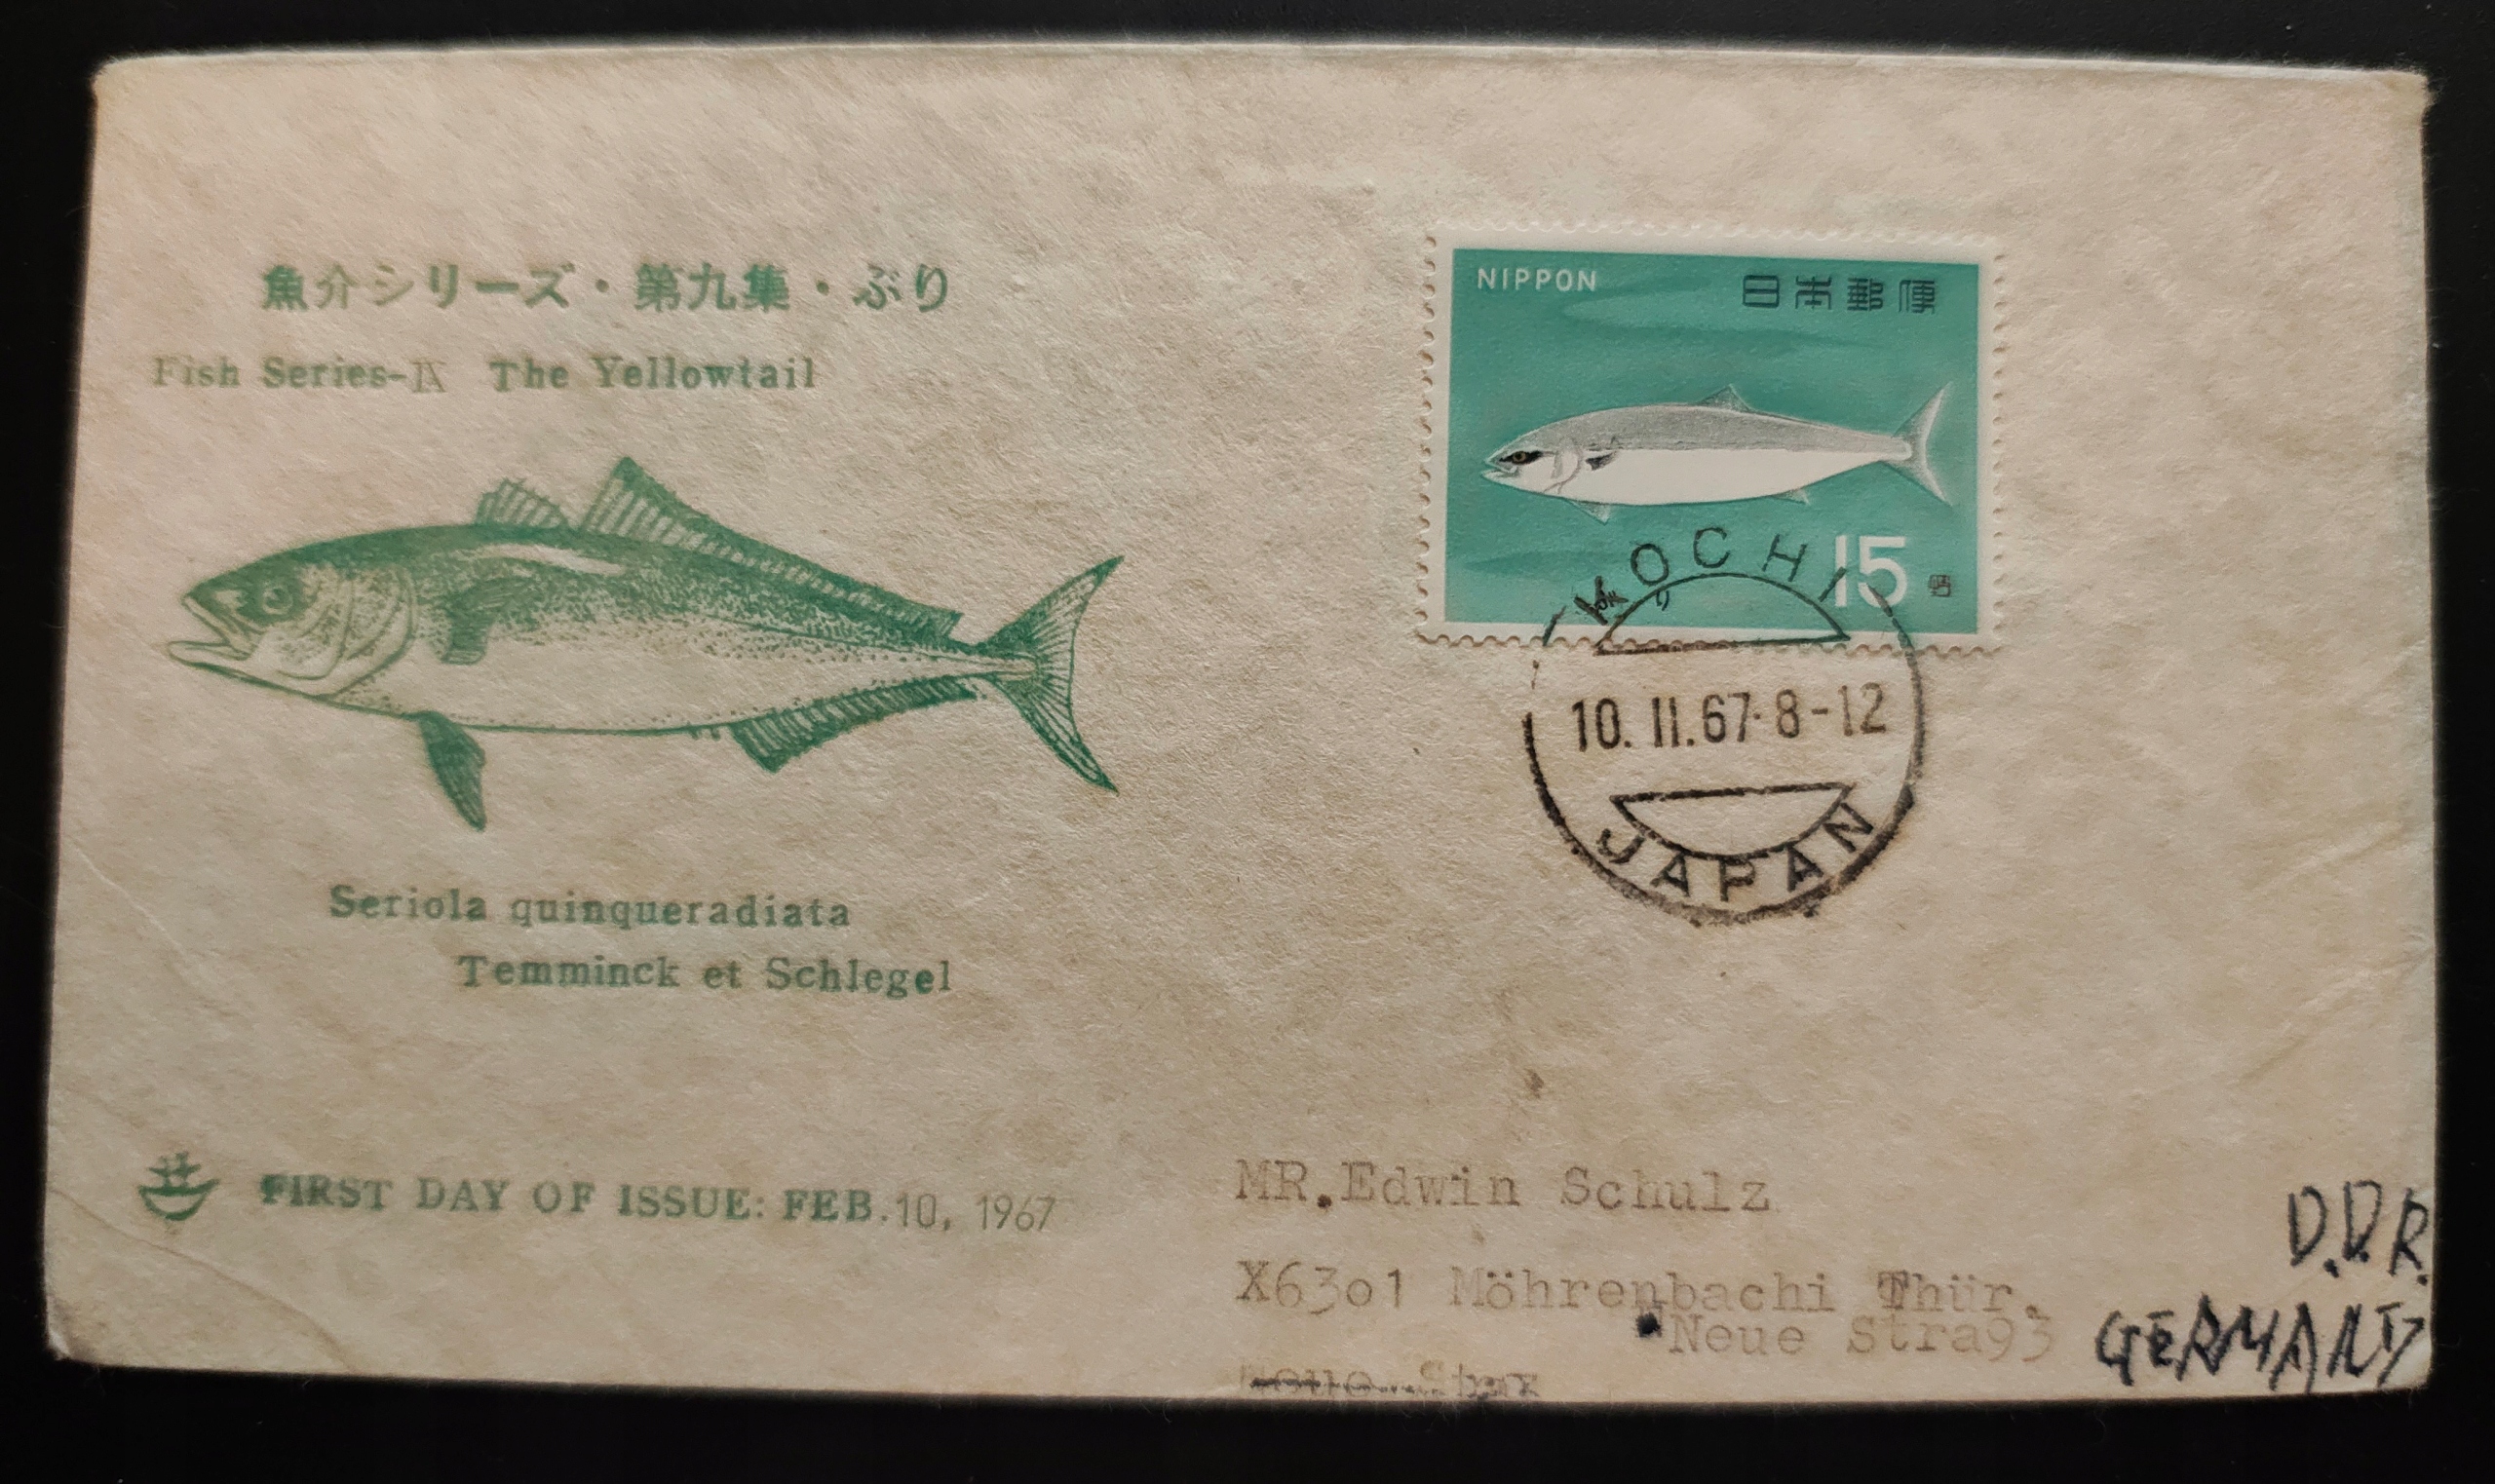 魚介シリーズ・第九集・ぶり
Fish Series-IX The Yellowtail
Seriola quinqueradiata
Temminck et Schlegel
FIRST DAY OF ISSUE: FEB.10, 1967
NIPPON 日本郵便
15
KOCHI
10.II.67·8-12
JAPAN
MR.Edwin Schulz
X63o1 Möhrenbachi Thür.
Neue Stra93
D.D.R.
GERMANY